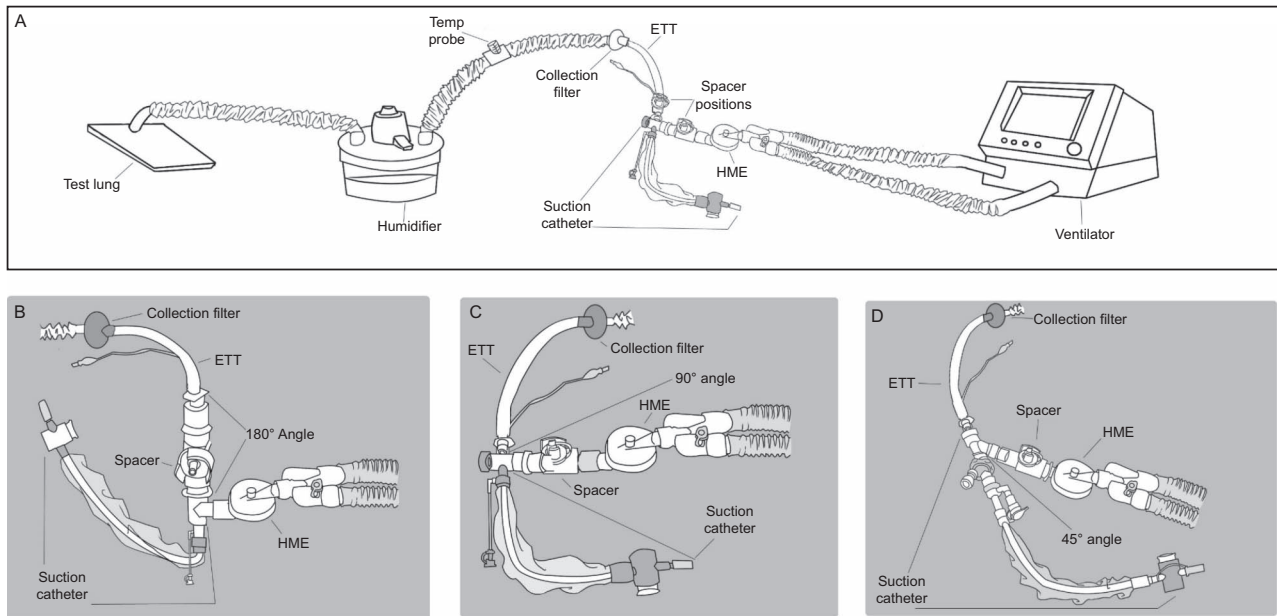 A
Temp
probe
ETT
Collection
filter
Spacer
positions
HME
Test lung
Humidifier
Suction
catheter
Ventilator
B
Collection filter
ETT
180° Angle
Spacer
HME
Suction
catheter
C
ETT
Collection filter
90° angle
HME
Spacer
Suction
catheter
D
Collection filter
ETT
Spacer
HME
45° angle
Suction
catheter